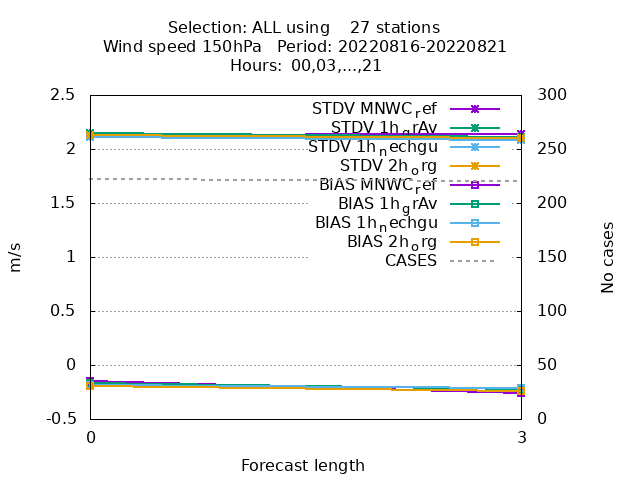 Selection: ALL using 27 stations
Wind speed 150hPa Period: 20220816-20220821
Hours: 00,03,...,21
2.5 300
STDV MNWC_ref
STDV 1h_grAv
2 250
STDV 1h_nechgu
STDV 2h_org
BIAS MNWC_ref
1.5 200
BIAS 1h_grAv
BIAS 1h_nechgu
BIAS 2h_org
CASES
1 150
m/s
No cases
0.5 100
0 50
-0.5 0
0 3
Forecast length